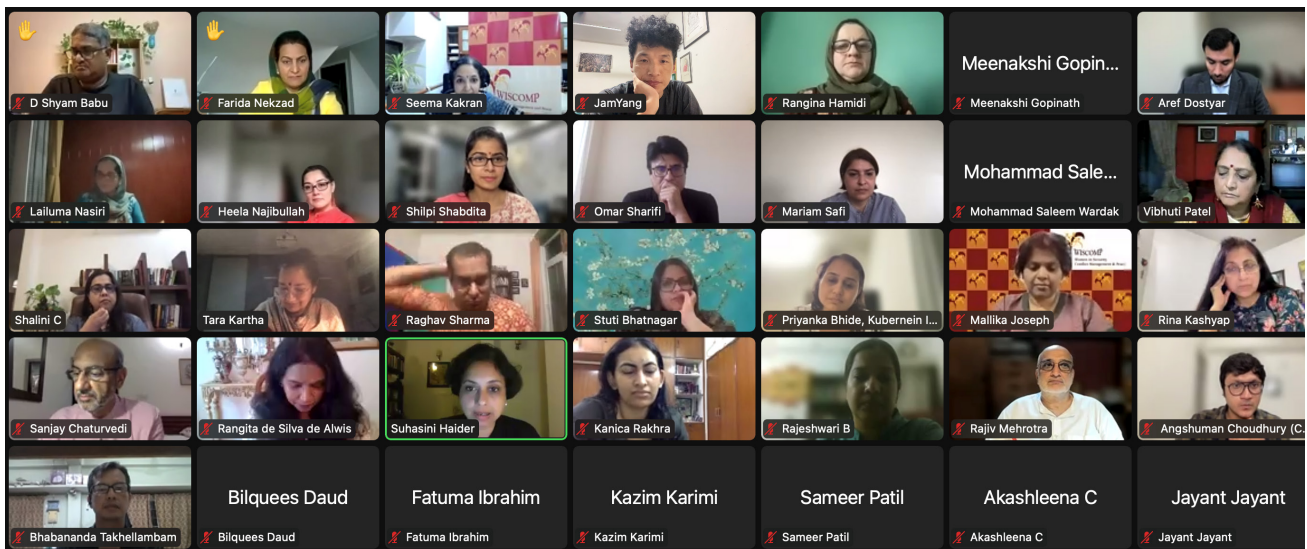 D Shyam Babu
Farida Nekzad
WISCOMP
Seema Kakran
JamYang
Rangina Hamidi
Meenakshi Gopin...
Meenakshi Gopinath
Aref Dostyar
Lailuma Nasiri
Heela Najibullah
Shilpi Shabdita
Omar Sharifi
Mariam Safi
Mohammad Sale...
Mohammad Saleem Wardak
Vibhuti Patel
Shalini C
Tara Kartha
Raghav Sharma
Stuti Bhatnagar
Priyanka Bhide, Kubernein I...
WISCOMP
Mallika Joseph
Rina Kashyap
Sanjay Chaturvedi
Rangita de Silva de Alwis
Suhasini Haider
Kanica Rakhra
Rajeshwari B
Rajiv Mehrotra
Angshuman Choudhury (C...
Bhabananda Takhellambam
Bilquees Daud
Bilquees Daud
Fatuma Ibrahim
Fatuma Ibrahim
Kazim Karimi
Kazim Karimi
Sameer Patil
Sameer Patil
Akashleena C
Akashleena C
Jayant Jayant
Jayant Jayant